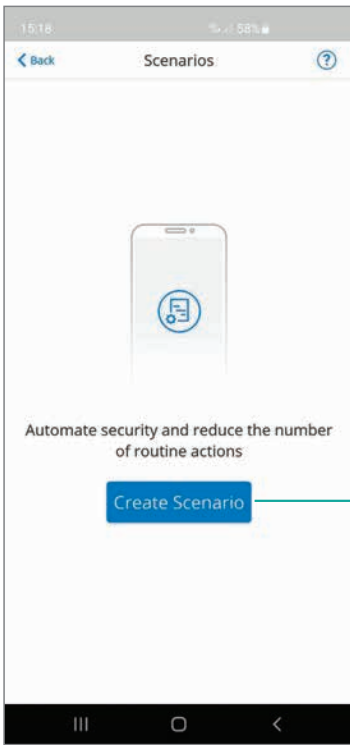 15:18 58%
Back Scenarios ?
Automate security and reduce the number
of routine actions
Create Scenario